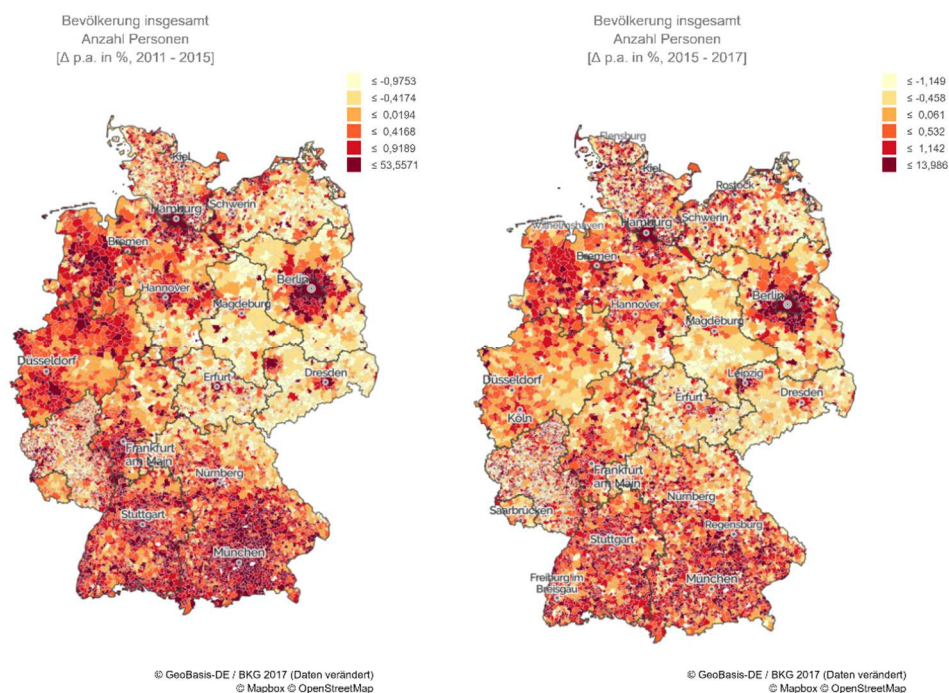 Bevölkerung insgesamt
Anzahl Personen
[Δ p.a. in %, 2011 - 2015]
≤ -0,9753
≤ -0,4174
≤ 0,0194
≤ 0,4168
≤ 0,9189
≤ 53,5571
Kiel
Hamburg
Schwerin
Bremen
Hannover
Berlin
Magdeburg
Düsseldorf
Erfurt
Dresden
Frankfurt
am Main
Nürnberg
Stuttgart
München
© GeoBasis-DE / BKG 2017 (Daten verändert)
© Mapbox © OpenStreetMap
Bevölkerung insgesamt
Anzahl Personen
[Δ p.a. in %, 2015 - 2017]
≤ -1,149
≤ -0,458
≤ 0,061
≤ 0,532
≤ 1,142
≤ 13,986
Flensburg
Kiel
Rostock
Schwerin
Hamburg
Wilhelmshaven
Bremen
Hannover
Berlin
Magdeburg
Leipzig
Düsseldorf
Dresden
Erfurt
Köln
Frankfurt
am Main
Nürnberg
Saarbrücken
Regensburg
Stuttgart
Freiburg im
Breisgau
München
© GeoBasis-DE / BKG 2017 (Daten verändert)
© Mapbox © OpenStreetMap